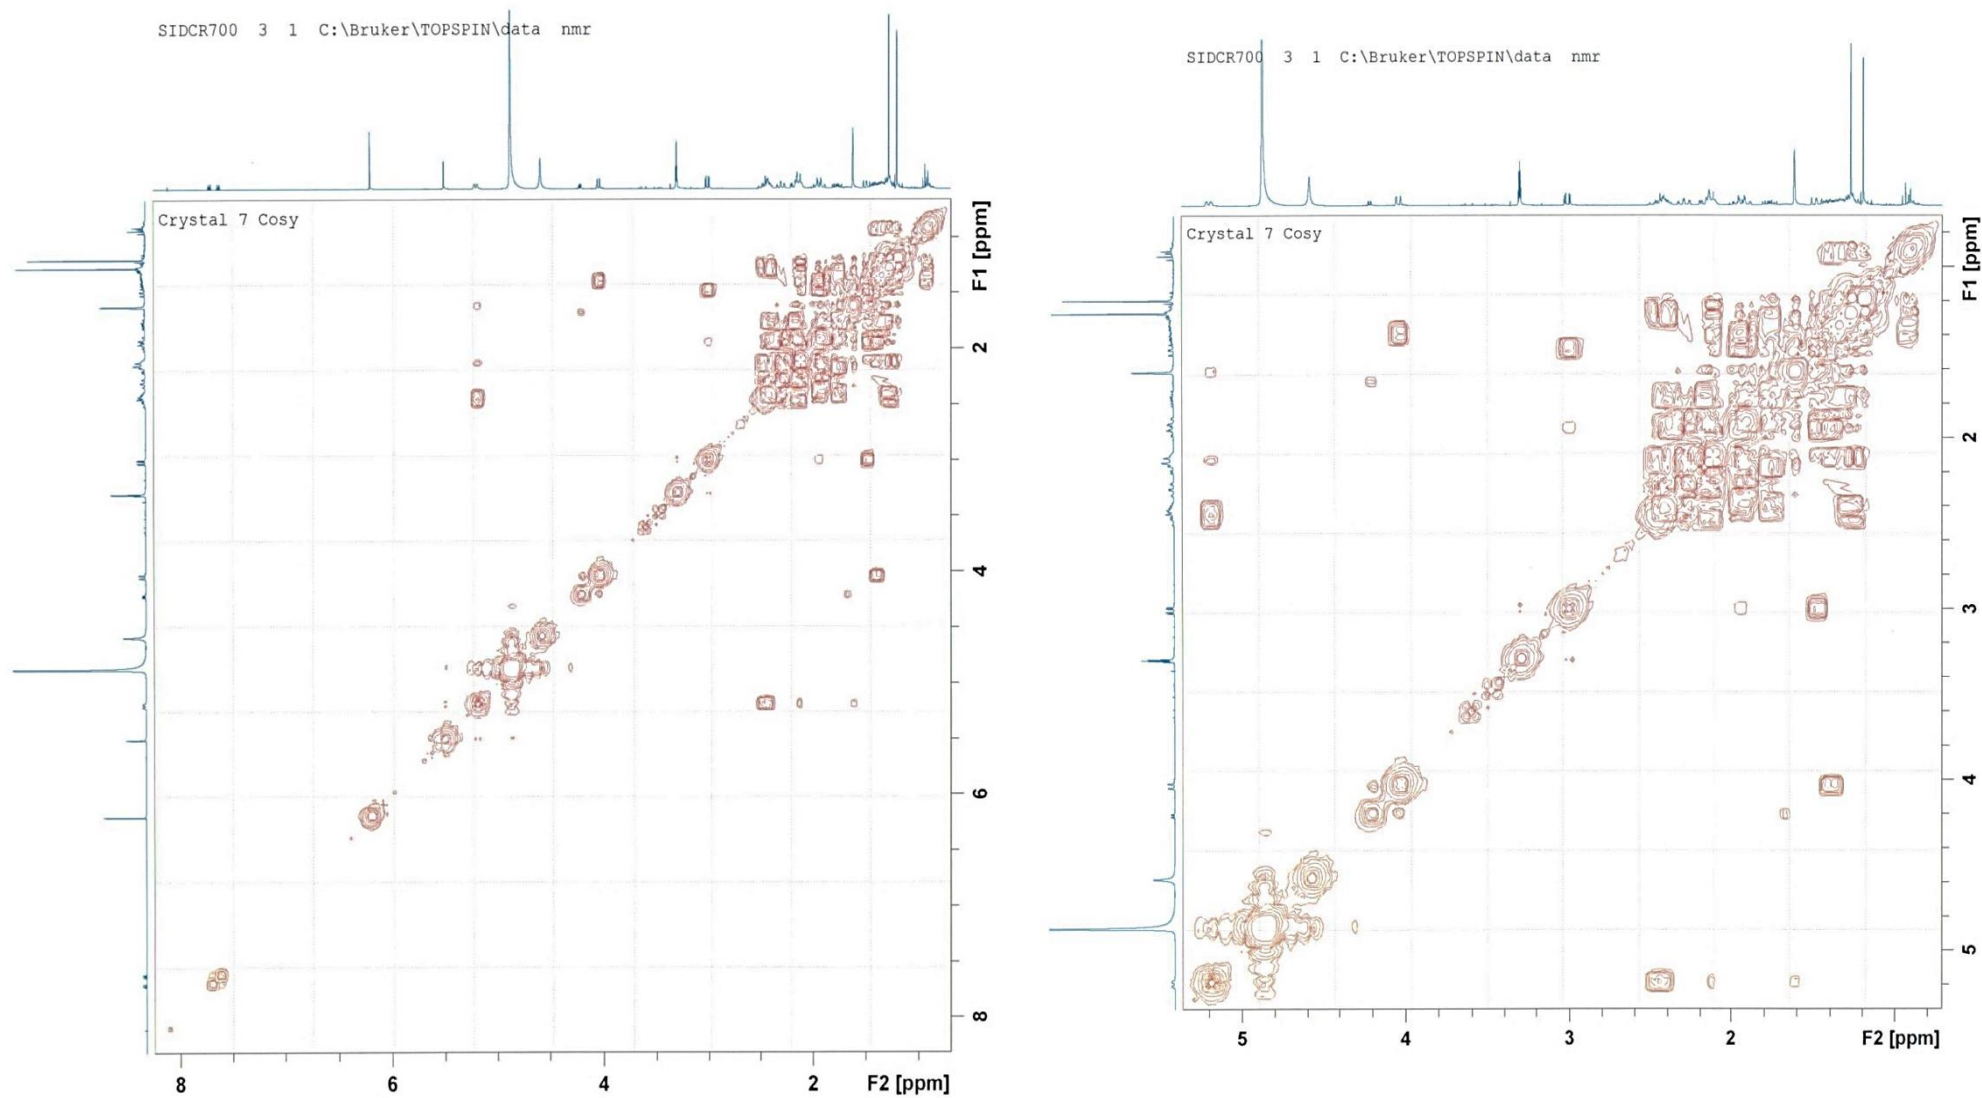 SIDCR700 3 1 C:\Bruker\TOPSPIN\data nmr
Crystal 7 Cosy
F1 [ppm]
2
4
6
8
8 6 4 2 F2 [ppm]
SIDCR700 3 1 C:\Bruker\TOPSPIN\data nmr
Crystal 7 Cosy
F1 [ppm]
2
3
4
5
5 4 3 2 F2 [ppm]